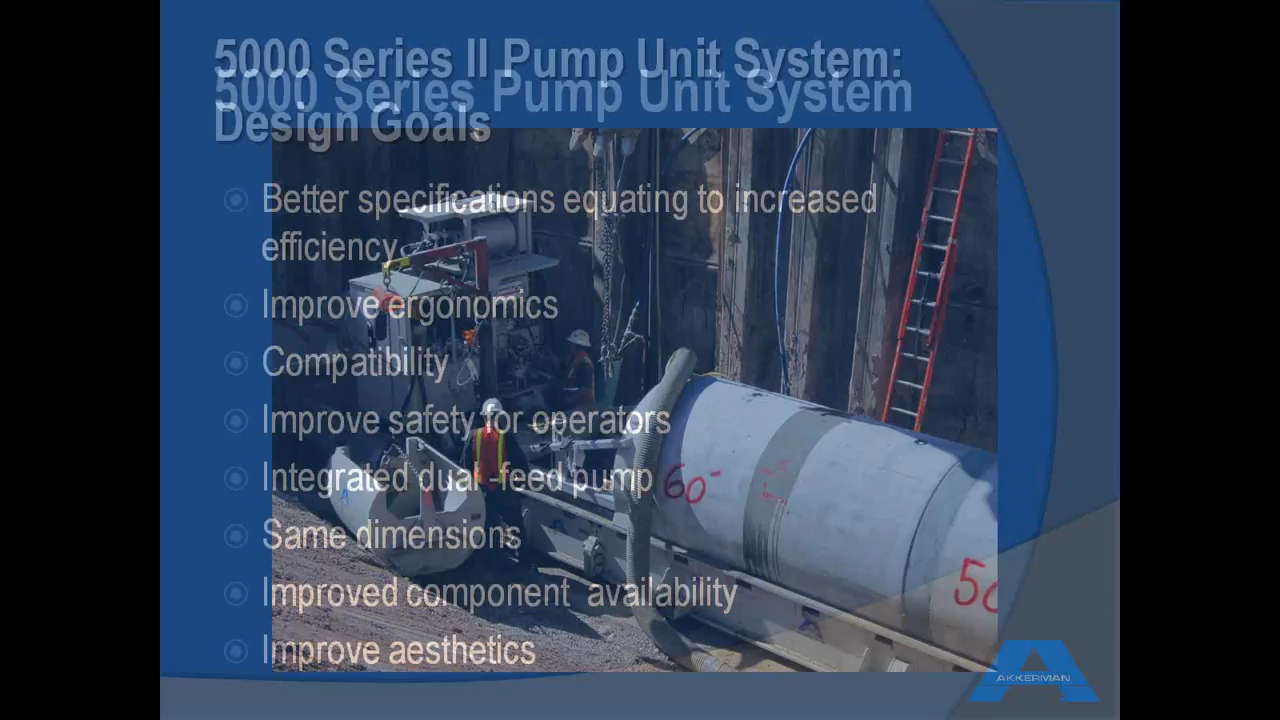 5000 Series II Pump Unit System:
5000 Series Pump Unit System
Design Goals
Better specifications equating to increased
efficiency
Improve ergonomics
Compatibility
Improve safety for operators
Integrated dual feed pump
Same dimensions
Improved component availability
Improve aesthetics
60-
50
AKKERMAN